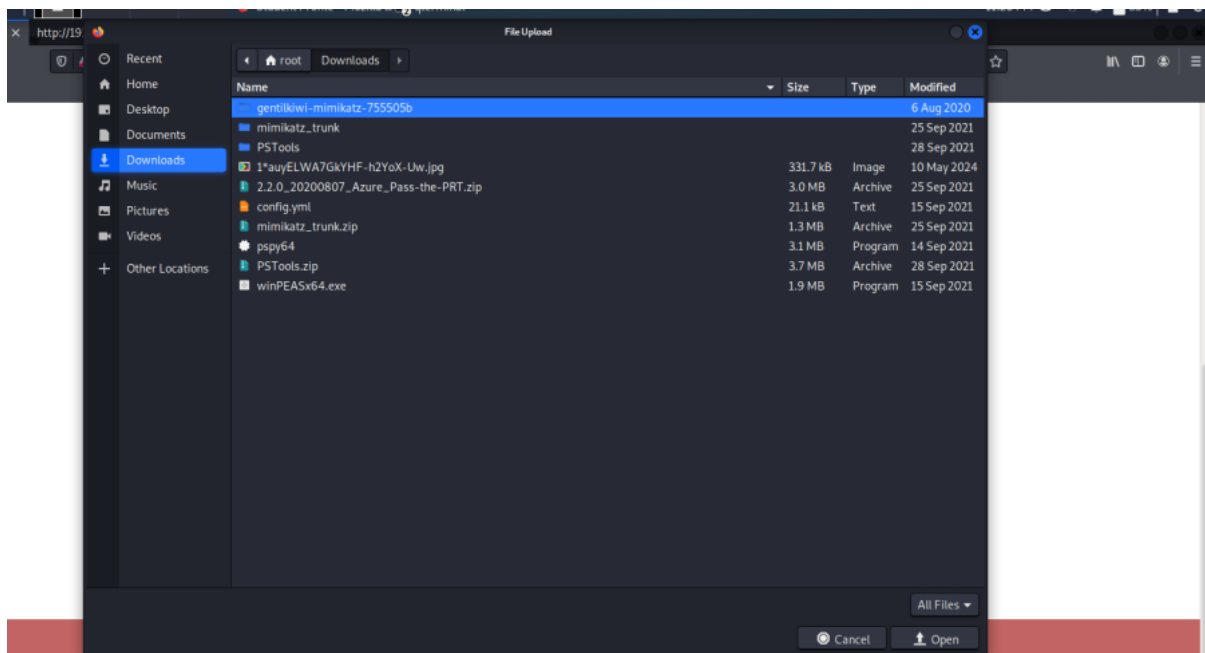 http://19
File Upload
Recent
root Downloads
Home
Name Size Type Modified
Desktop
gentilkiwi-mimikatz-755505b 6 Aug 2020
Documents
mimikatz_trunk 25 Sep 2021
PSTools 28 Sep 2021
Downloads
1*auyELWA7GkYHF-h2YoX-Uw.jpg 331.7 kB Image 10 May 2024
Music
2.2.0_20200807_Azure_Pass-the-PRT.zip 3.0 MB Archive 25 Sep 2021
Pictures
config.yml 21.1 kB Text 15 Sep 2021
mimikatz_trunk.zip 1.3 MB Archive 25 Sep 2021
Videos
pspy64 3.1 MB Program 14 Sep 2021
Other Locations
PSTools.zip 3.7 MB Archive 28 Sep 2021
winPEASx64.exe 1.9 MB Program 15 Sep 2021
All Files
Cancel Open